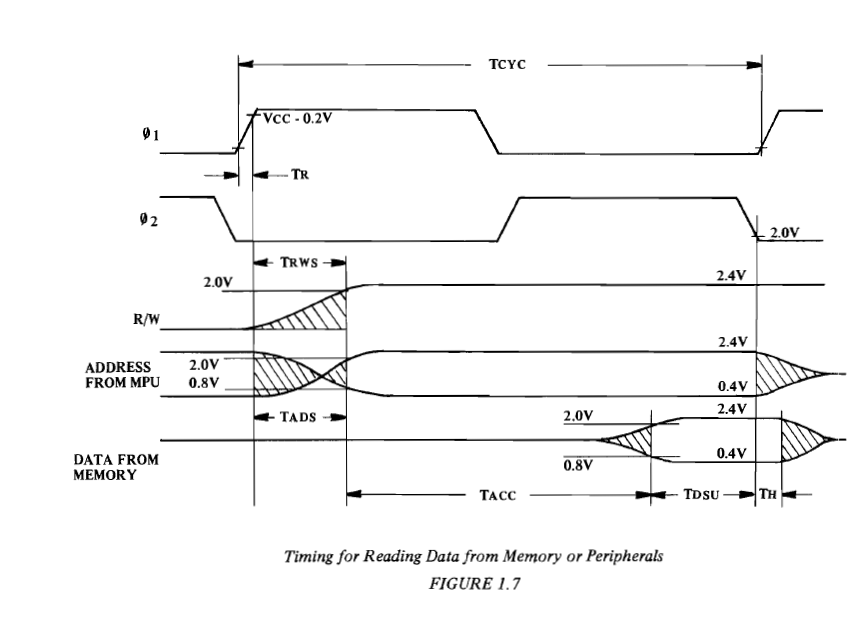 TCYC
Ø1
VCC - 0.2V
TR
Ø2
2.0V
TRWS
2.0V
2.4V
R/W
2.4V
ADDRESS
FROM MPU
2.0V
0.8V
0.4V
TADS
2.0V
2.4V
DATA FROM
MEMORY
0.8V
0.4V
TACC
TDSU
TH
Timing for Reading Data from Memory or Peripherals
FIGURE 1.7